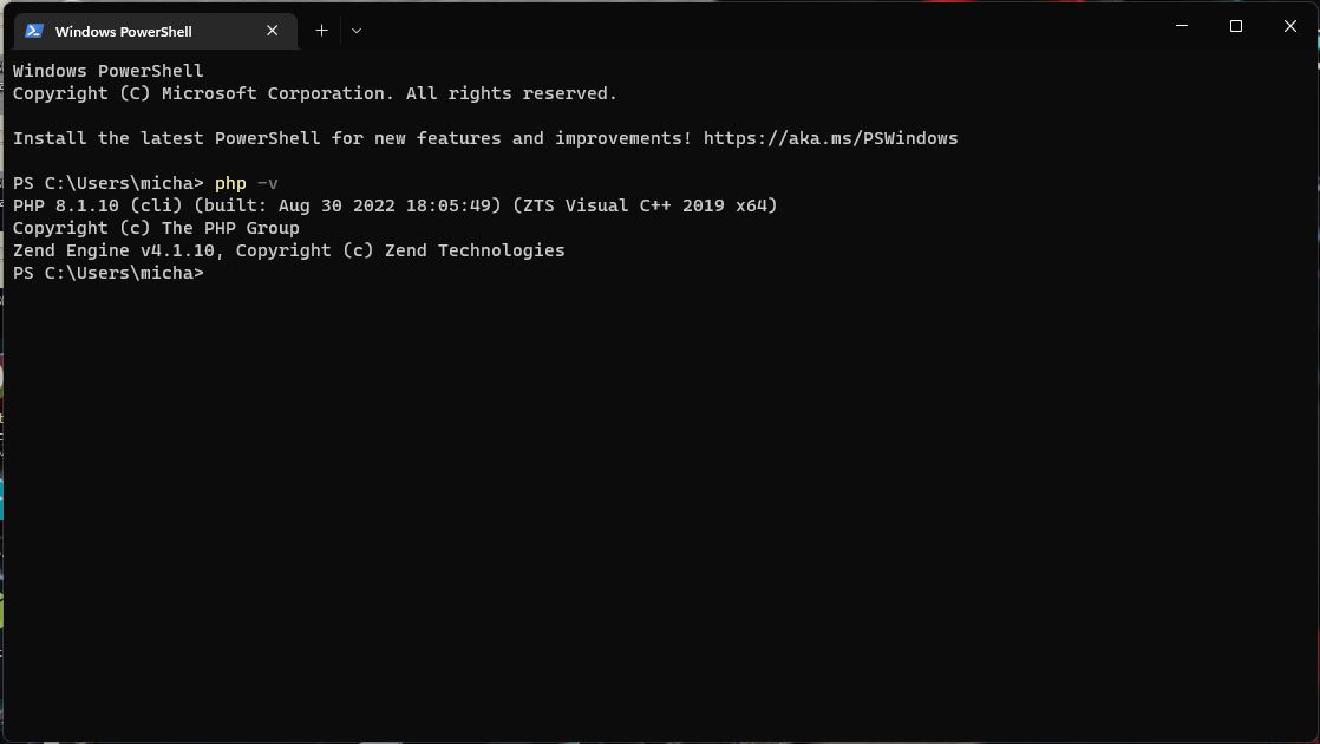 Windows PowerShell
Windows PowerShell
Copyright (C) Microsoft Corporation. All rights reserved.
Install the latest PowerShell for new features and improvements! https://aka.ms/PSWindows
PS C:\Users\micha> php -v
PHP 8.1.10 (cli) (built: Aug 30 2022 18:05:49) (ZTS Visual C++ 2019 x64)
Copyright (c) The PHP Group
Zend Engine v4.1.10, Copyright (c) Zend Technologies
PS C:\Users\micha>